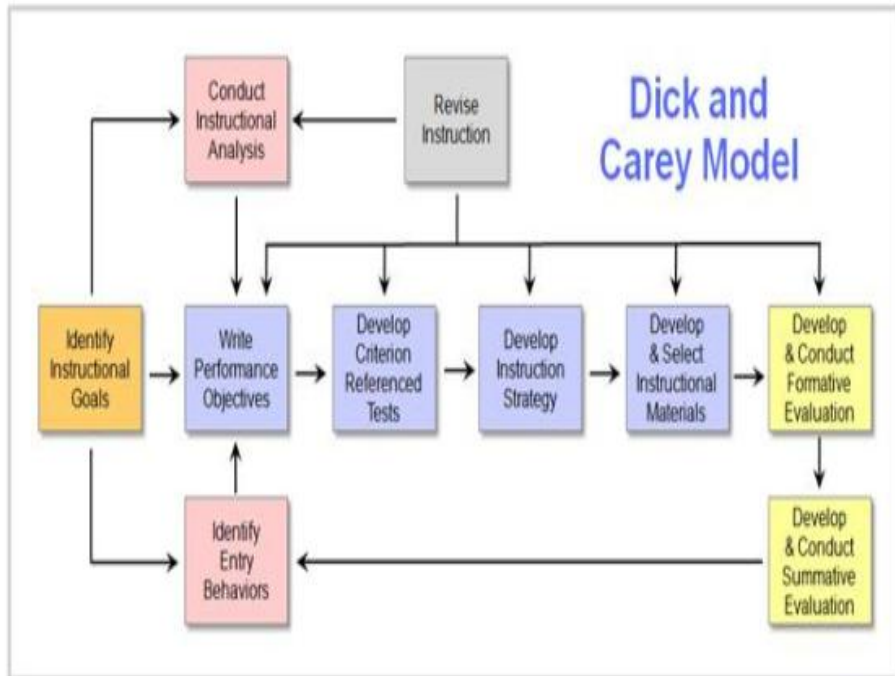 Conduct
Instructional
Analysis
Revise
Instruction
Dick and
Carey Model
Identify
Instructional
Goals
Write
Performance
Objectives
Develop
Criterion
Referenced
Tests
Develop
Instruction
Strategy
Develop
& Select
Instructional
Materials
Develop
& Conduct
Formative
Evaluation
Identify
Entry
Behaviors
Develop
& Conduct
Summative
Evaluation